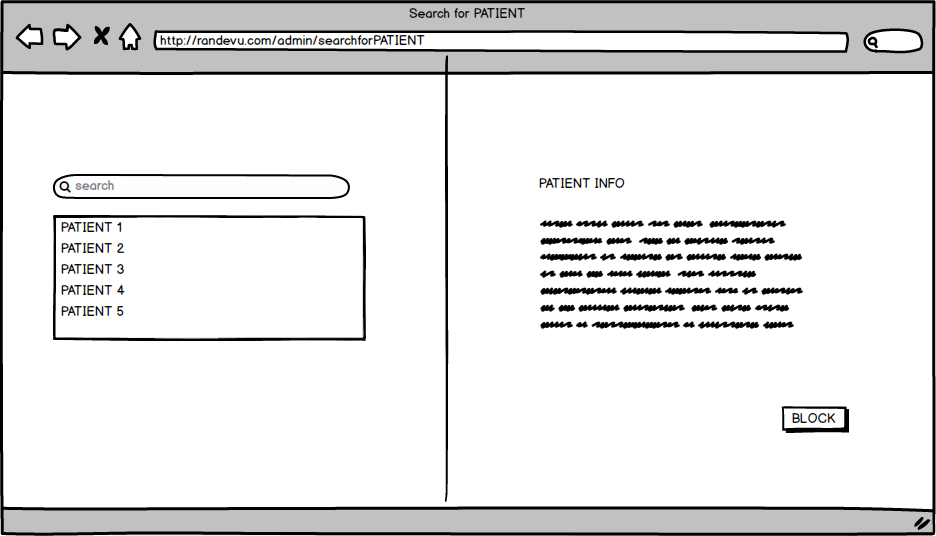 Search for PATIENT
http://randevu.com/admin/searchforPATIENT
search
PATIENT 1
PATIENT 2
PATIENT 3
PATIENT 4
PATIENT 5
PATIENT INFO
BLOCK